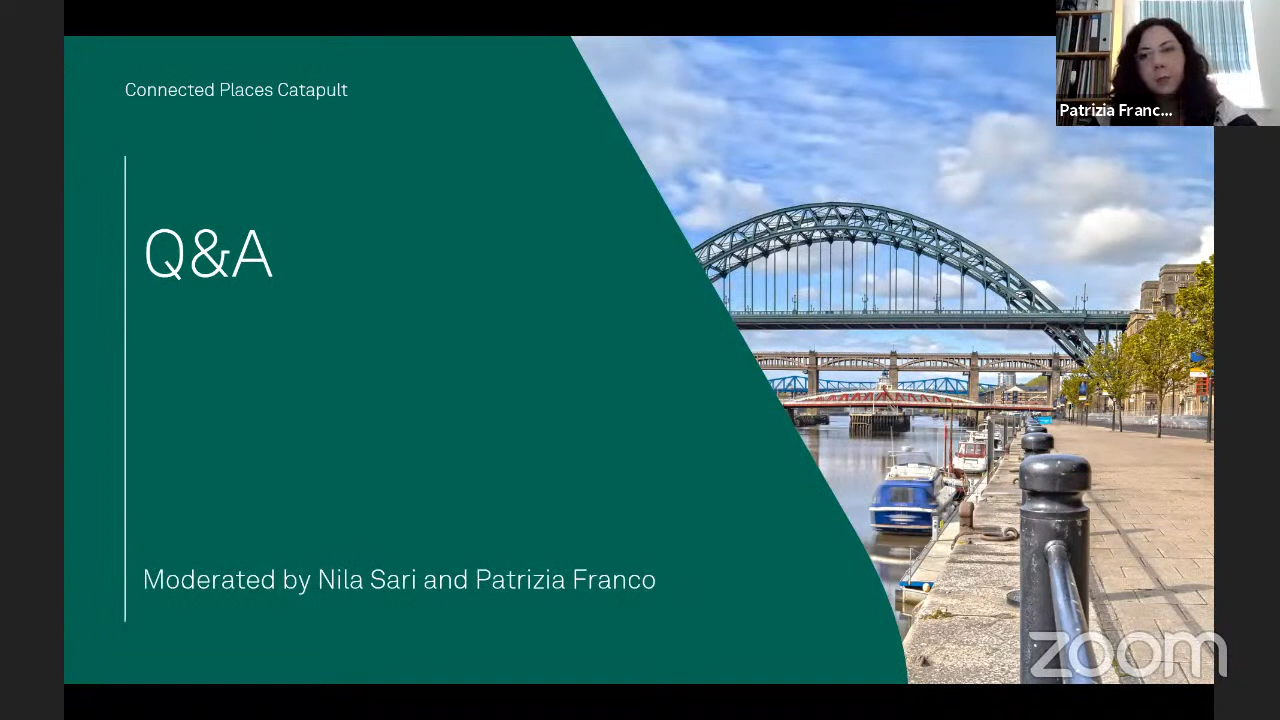 Connected Places Catapult
Patrizia Franc...
Q&A
Moderated by Nila Sari and Patrizia Franco
zoom